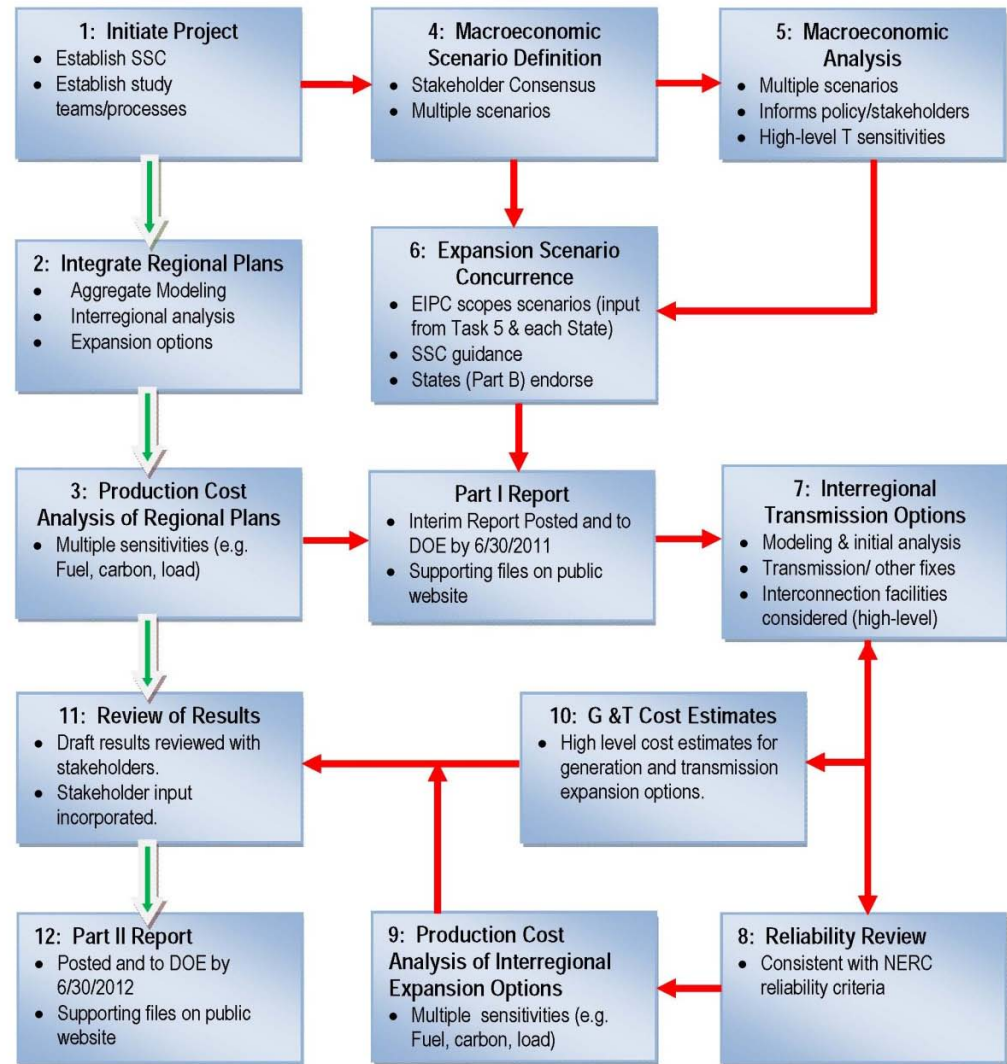 1: Initiate Project
• Establish SSC
• Establish study
teams/processes
4: Macroeconomic
Scenario Definition
• Stakeholder Consensus
• Multiple scenarios
5: Macroeconomic
Analysis
• Multiple scenarios
• Informs policy/stakeholders
• High-level T sensitivities
2: Integrate Regional Plans
• Aggregate Modeling
• Interregional analysis
• Expansion options
6: Expansion Scenario
Concurrence
• EIPC scopes scenarios (input
from Task 5 & each State)
• SSC guidance
• States (Part B) endorse
3: Production Cost
Analysis of Regional Plans
• Multiple sensitivities (e.g.
Fuel, carbon, load)
Part I Report
• Interim Report Posted and to
DOE by 6/30/2011
• Supporting files on public
website
7: Interregional
Transmission Options
• Modeling & initial analysis
• Transmission/ other fixes
• Interconnection facilities
considered (high-level)
11: Review of Results
• Draft results reviewed with
stakeholders.
• Stakeholder input
incorporated.
10: G &T Cost Estimates
• High level cost estimates for
generation and transmission
expansion options.
12: Part II Report
• Posted and to DOE by
6/30/2012
• Supporting files on public
website
9: Production Cost
Analysis of Interregional
Expansion Options
• Multiple sensitivities (e.g.
Fuel, carbon, load)
8: Reliability Review
• Consistent with NERC
reliability criteria